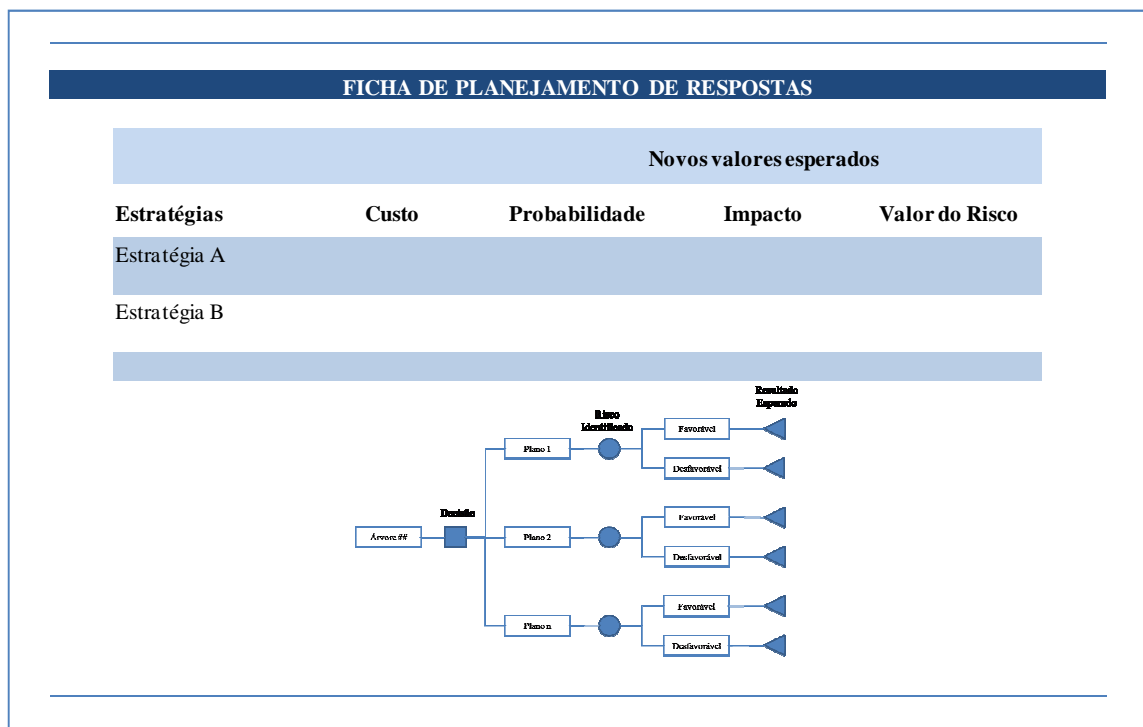 FICHA DE PLANEJAMENTO DE RESPOSTAS
Novos valores esperados
Estratégias Custo Probabilidade Impacto Valor do Risco
Estratégia A
Estratégia B
Resultado
Esperado
Risco
Identificado
Favorável
Plano 1
Desfavorável
Decisão
Favorável
Árvore ##
Plano 2
Desfavorável
Favorável
Plano n
Desfavorável